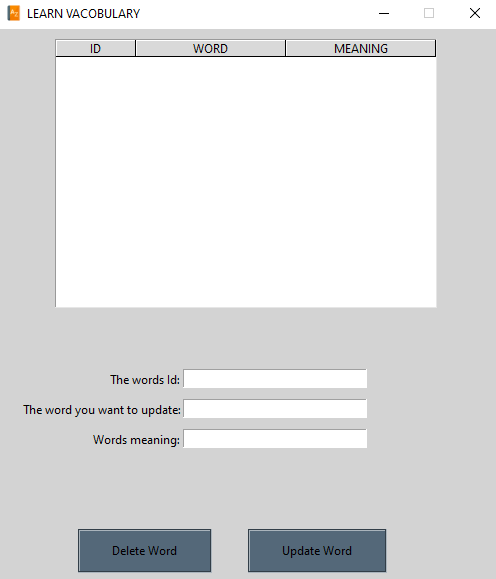 LEARN VACOBULARY
ID WORD MEANING
The words Id:
The word you want to update:
Words meaning:
Delete Word Update Word